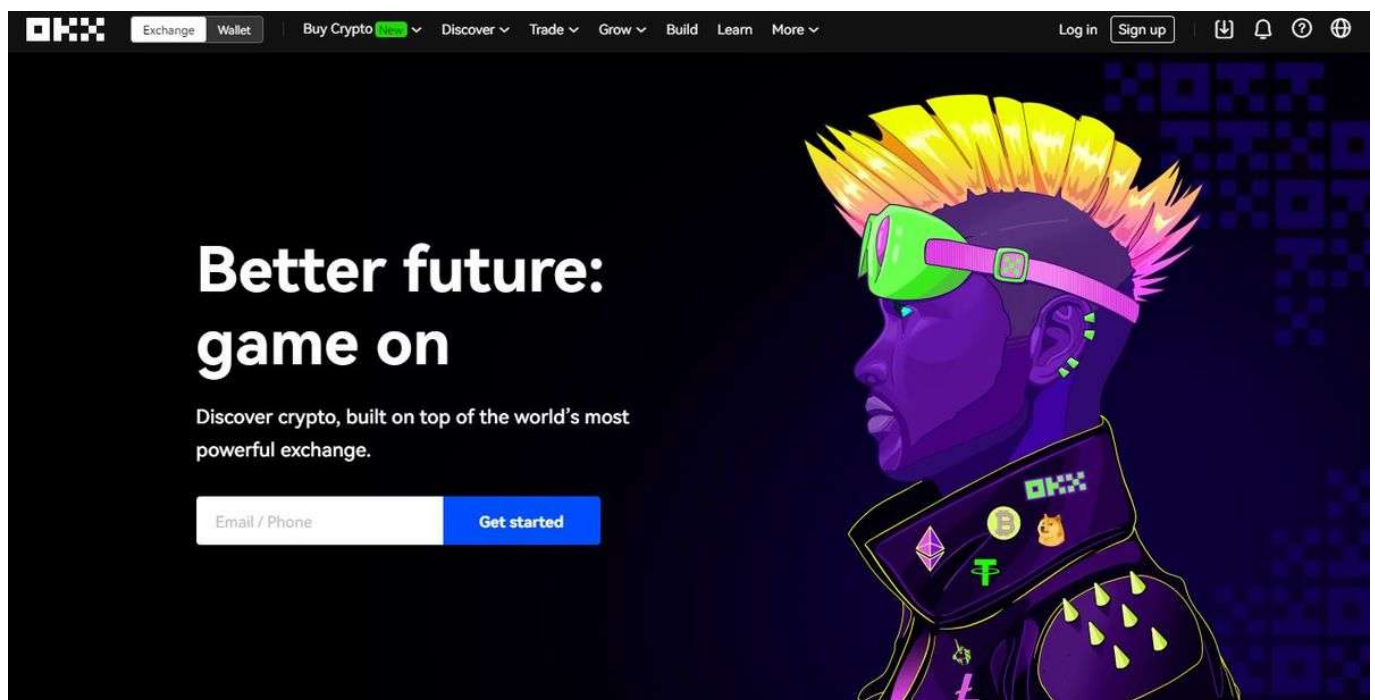 OKX
Exchange Wallet Buy Crypto New Discover Trade Grow Build Learn More Log in Sign up
Better future:
game on
Discover crypto, built on top of the world’s most
powerful exchange.
Email / Phone Get started
OKX